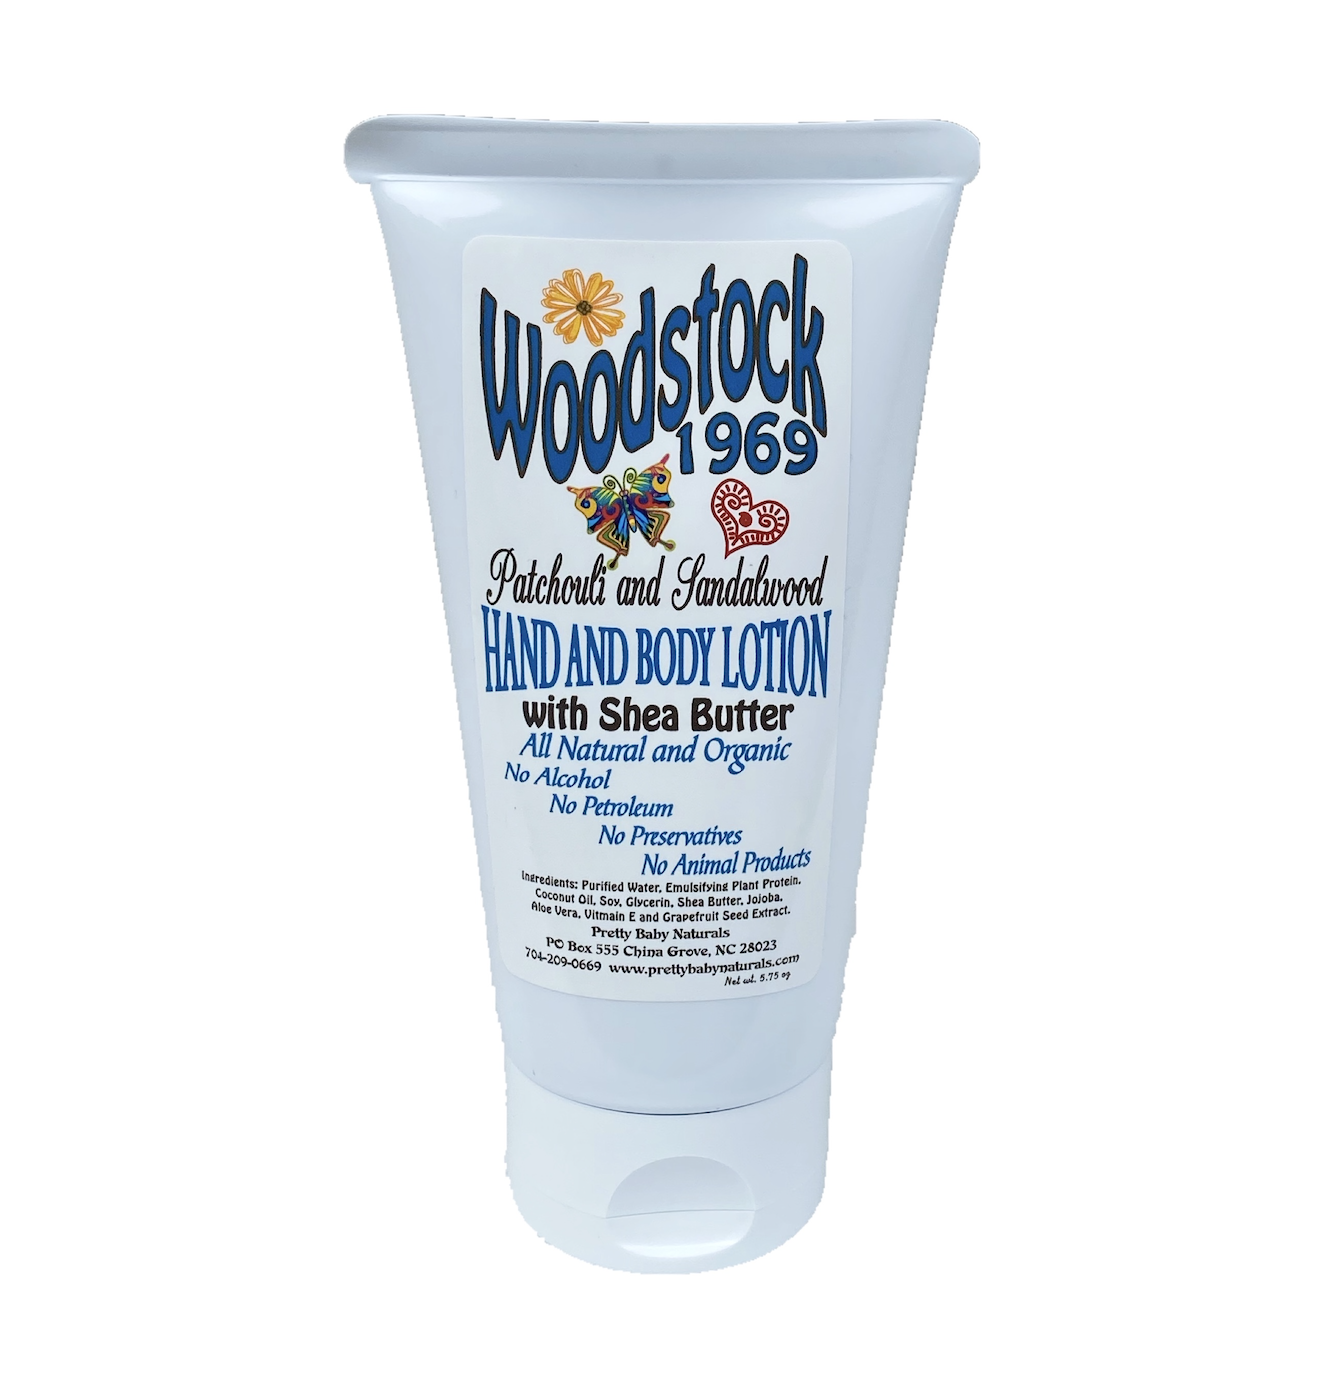 Woodstock
1969
Patchouli and Sandalwood
HAND AND BODY LOTION
with Shea Butter
All Natural and Organic
No Alcohol
No Petroleum
No Preservatives
No Animal Products
Ingredients: Purified Water, Emulsifying Plant Protein,
Coconut Oil, Soy, Glycerin, Shea Butter, Jojoba,
Aloe Vera, Vitmain E and Grapefruit Seed Extract.
Pretty Baby Naturals
PO Box 555 China Grove, NC 28023
704-209-0669 www.prettybabynaturals.com
Net wt. 5.75 oz